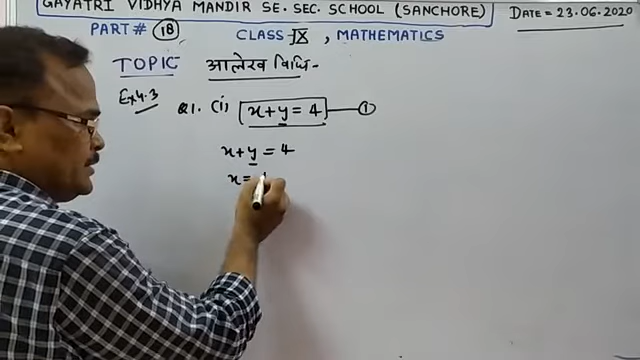 GAYATRI VIDHYA MANDIR SE. SEC. SCHOOL (SANCHORE)
DATE = 23.06.2020
PART # 18
CLASS IX, MATHEMATICS
TOPIC आलेख विधि -
Ex 4.3
Q1. (i) x+y = 4 — 1
x+y = 4
x =